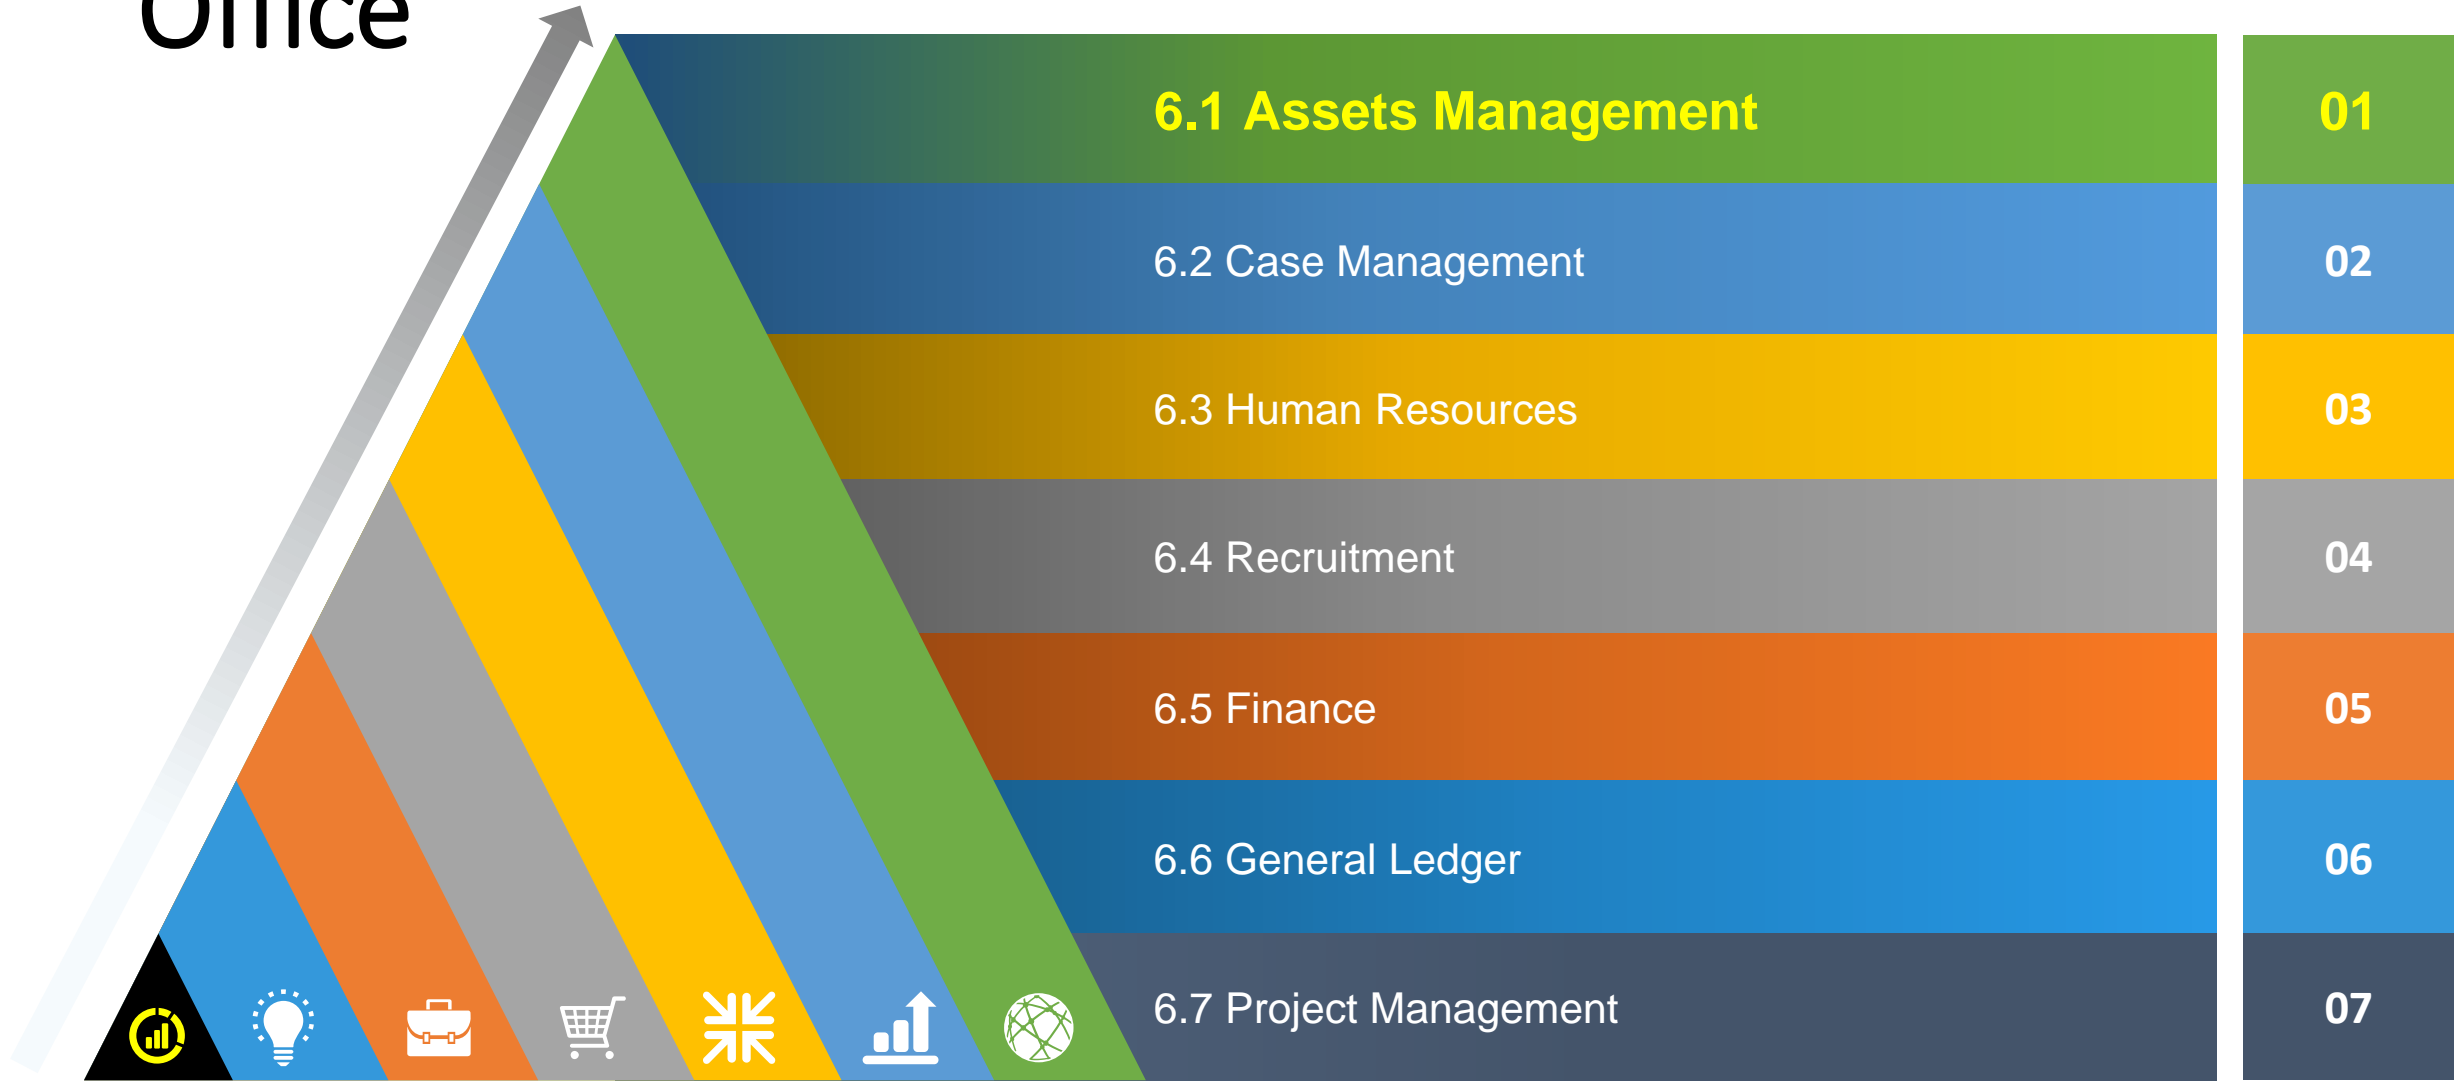 Office
6.1 Assets Management
01
6.2 Case Management
02
6.3 Human Resources
03
6.4 Recruitment
04
6.5 Finance
05
6.6 General Ledger
06
6.7 Project Management
07